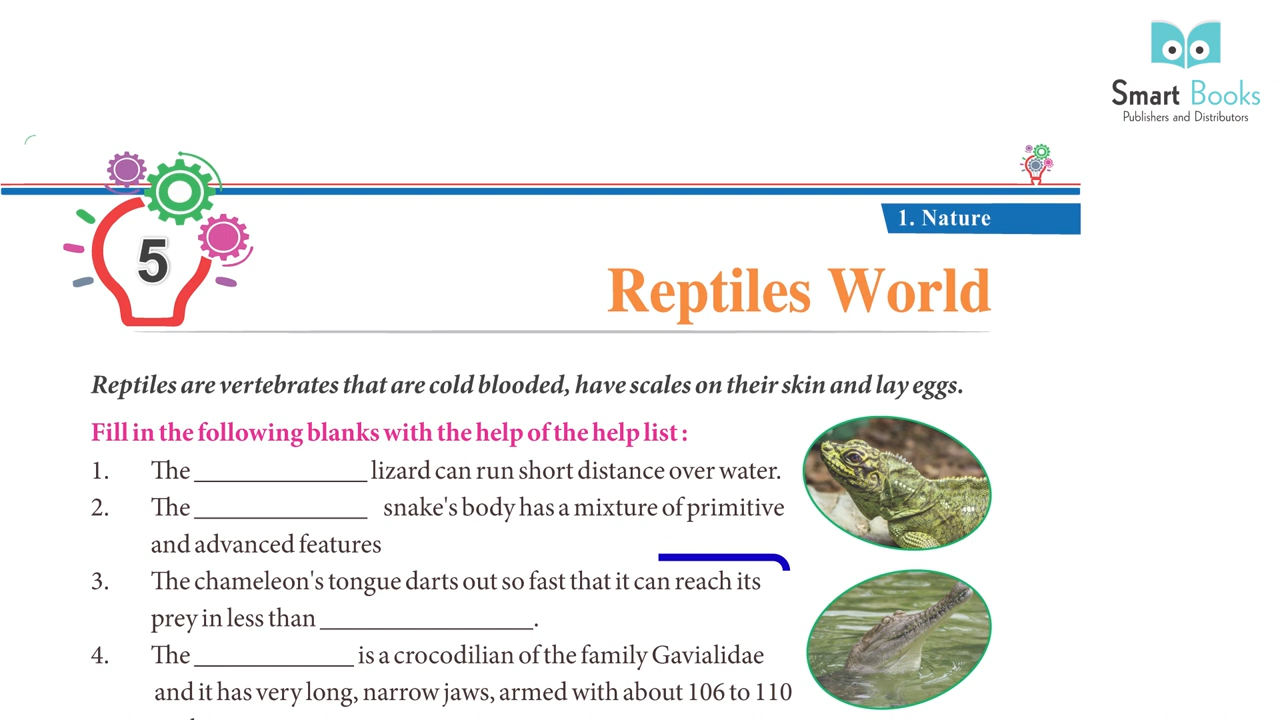 Smart Books
Publishers and Distributors
5
1. Nature
Reptiles World
Reptiles are vertebrates that are cold blooded, have scales on their skin and lay eggs.
Fill in the following blanks with the help of the help list :
1. The _______________ lizard can run short distance over water.
2. The _______________ snake's body has a mixture of primitive
and advanced features
3. The chameleon's tongue darts out so fast that it can reach its
prey in less than ___________________.
4. The ______________ is a crocodilian of the family Gavialidae
and it has very long, narrow jaws, armed with about 106 to 110